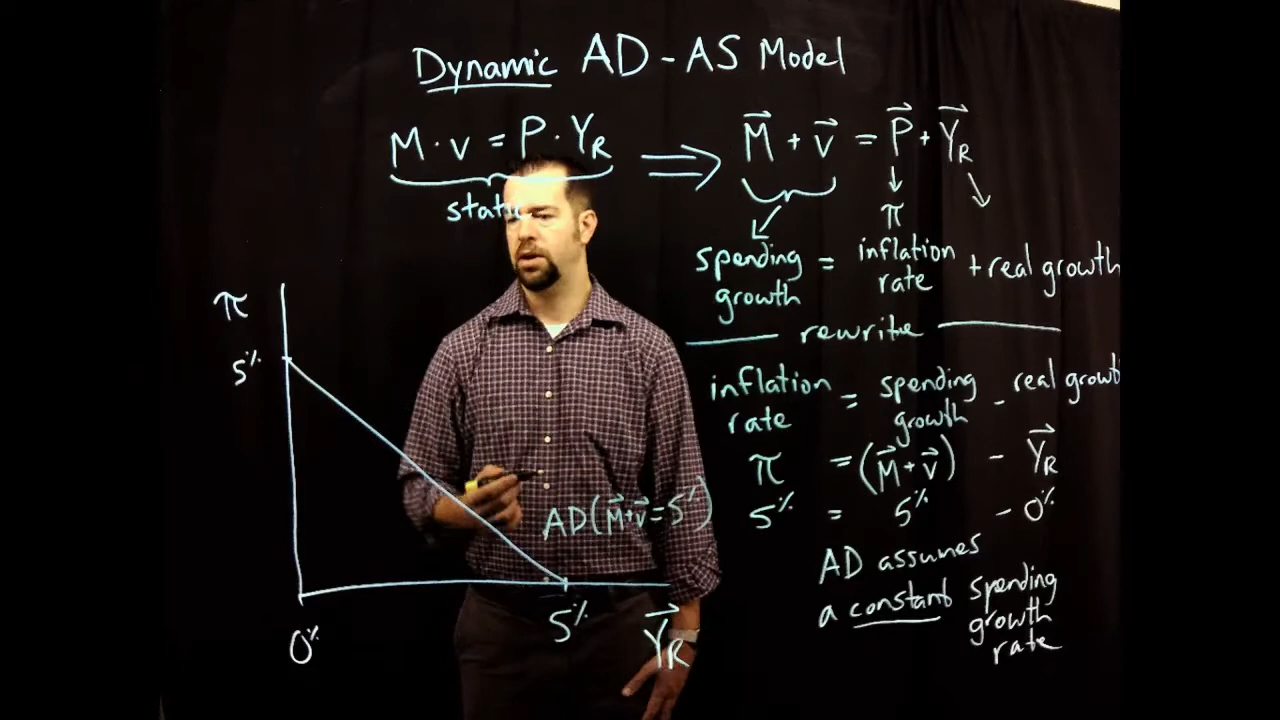 Dynamic AD-AS Model
M · v = P · Y_R ⟹ M⃗ + v⃗ = P⃗ + Y⃗_R
static
π
spending growth = inflation rate + real growth
rewrite
inflation rate = spending growth - real growth
π = (M⃗ + v⃗) - Y⃗_R
5% = 5% - 0%
AD assumes
a constant spending
growth
rate
π
5%
AD(M⃗+v⃗=5%)
0%
5%
Y⃗_R